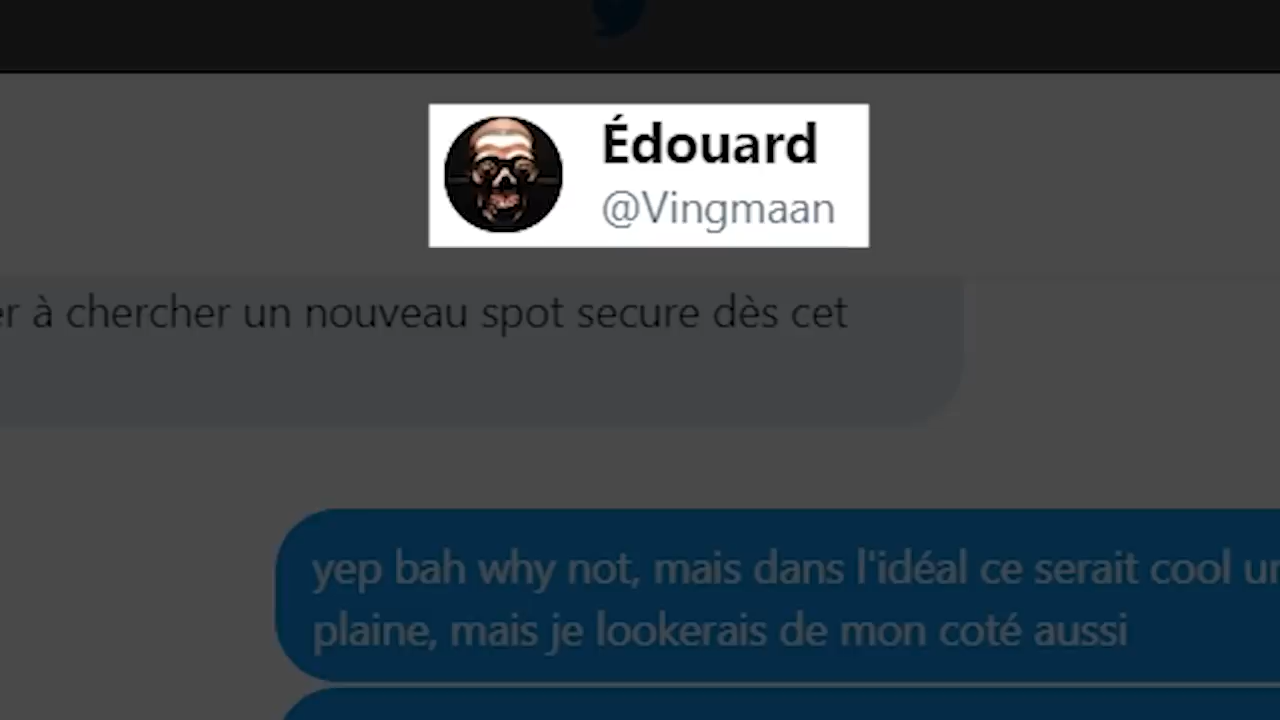 Édouard
@Vingmaan
à chercher un nouveau spot secure dès cet
yep bah why not, mais dans l'idéal ce serait cool
plaine, mais je lookerais de mon coté aussi